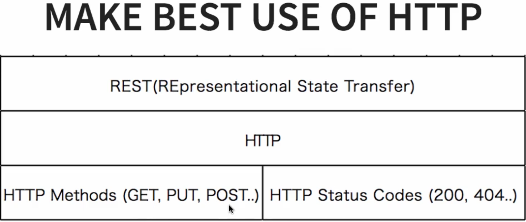 MAKE BEST USE OF HTTP
REST(REpresentational State Transfer)
HTTP
HTTP Methods (GET, PUT, POST..)
HTTP Status Codes (200, 404..)